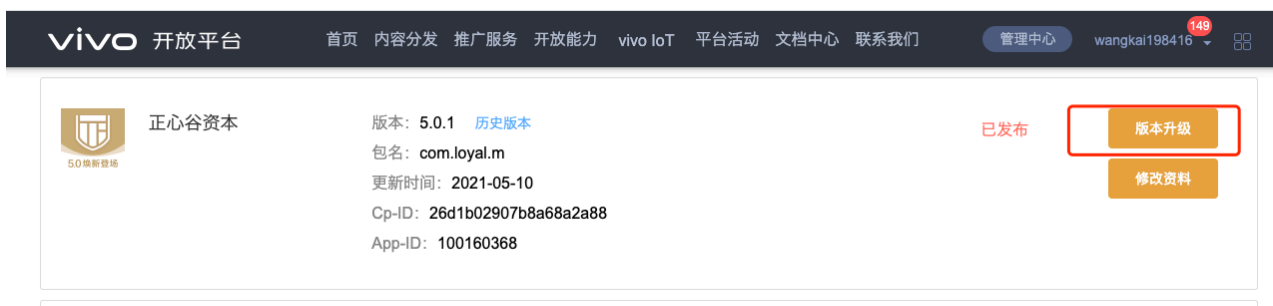 vivo 开放平台 首页 内容分发 推广服务 开放能力 vivo IoT 平台活动 文档中心 联系我们 管理中心 wangkai198416 149
正心谷资本
5.0焕新登场
版本：5.0.1 历史版本
包名：com.loyal.m
更新时间：2021-05-10
Cp-ID：26d1b02907b8a68a2a88
App-ID：100160368
已发布
版本升级
修改资料